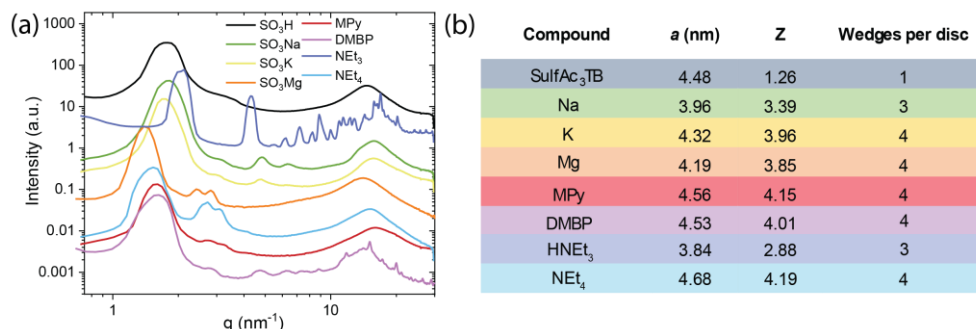 (a)
Intensity (a.u.)
1000
100
10
1
0.1
0.01
0.001
1
10
q (nm⁻¹)
SO₃H
SO₃Na
SO₃K
SO₃Mg
MPy
DMBP
NEt₃
NEt₄
(b)
Compound a (nm) Z Wedges per disc
SulfAc₃TB 4.48 1.26 1
Na 3.96 3.39 3
K 4.32 3.96 4
Mg 4.19 3.85 4
MPy 4.56 4.15 4
DMBP 4.53 4.01 4
HNEt₃ 3.84 2.88 3
NEt₄ 4.68 4.19 4